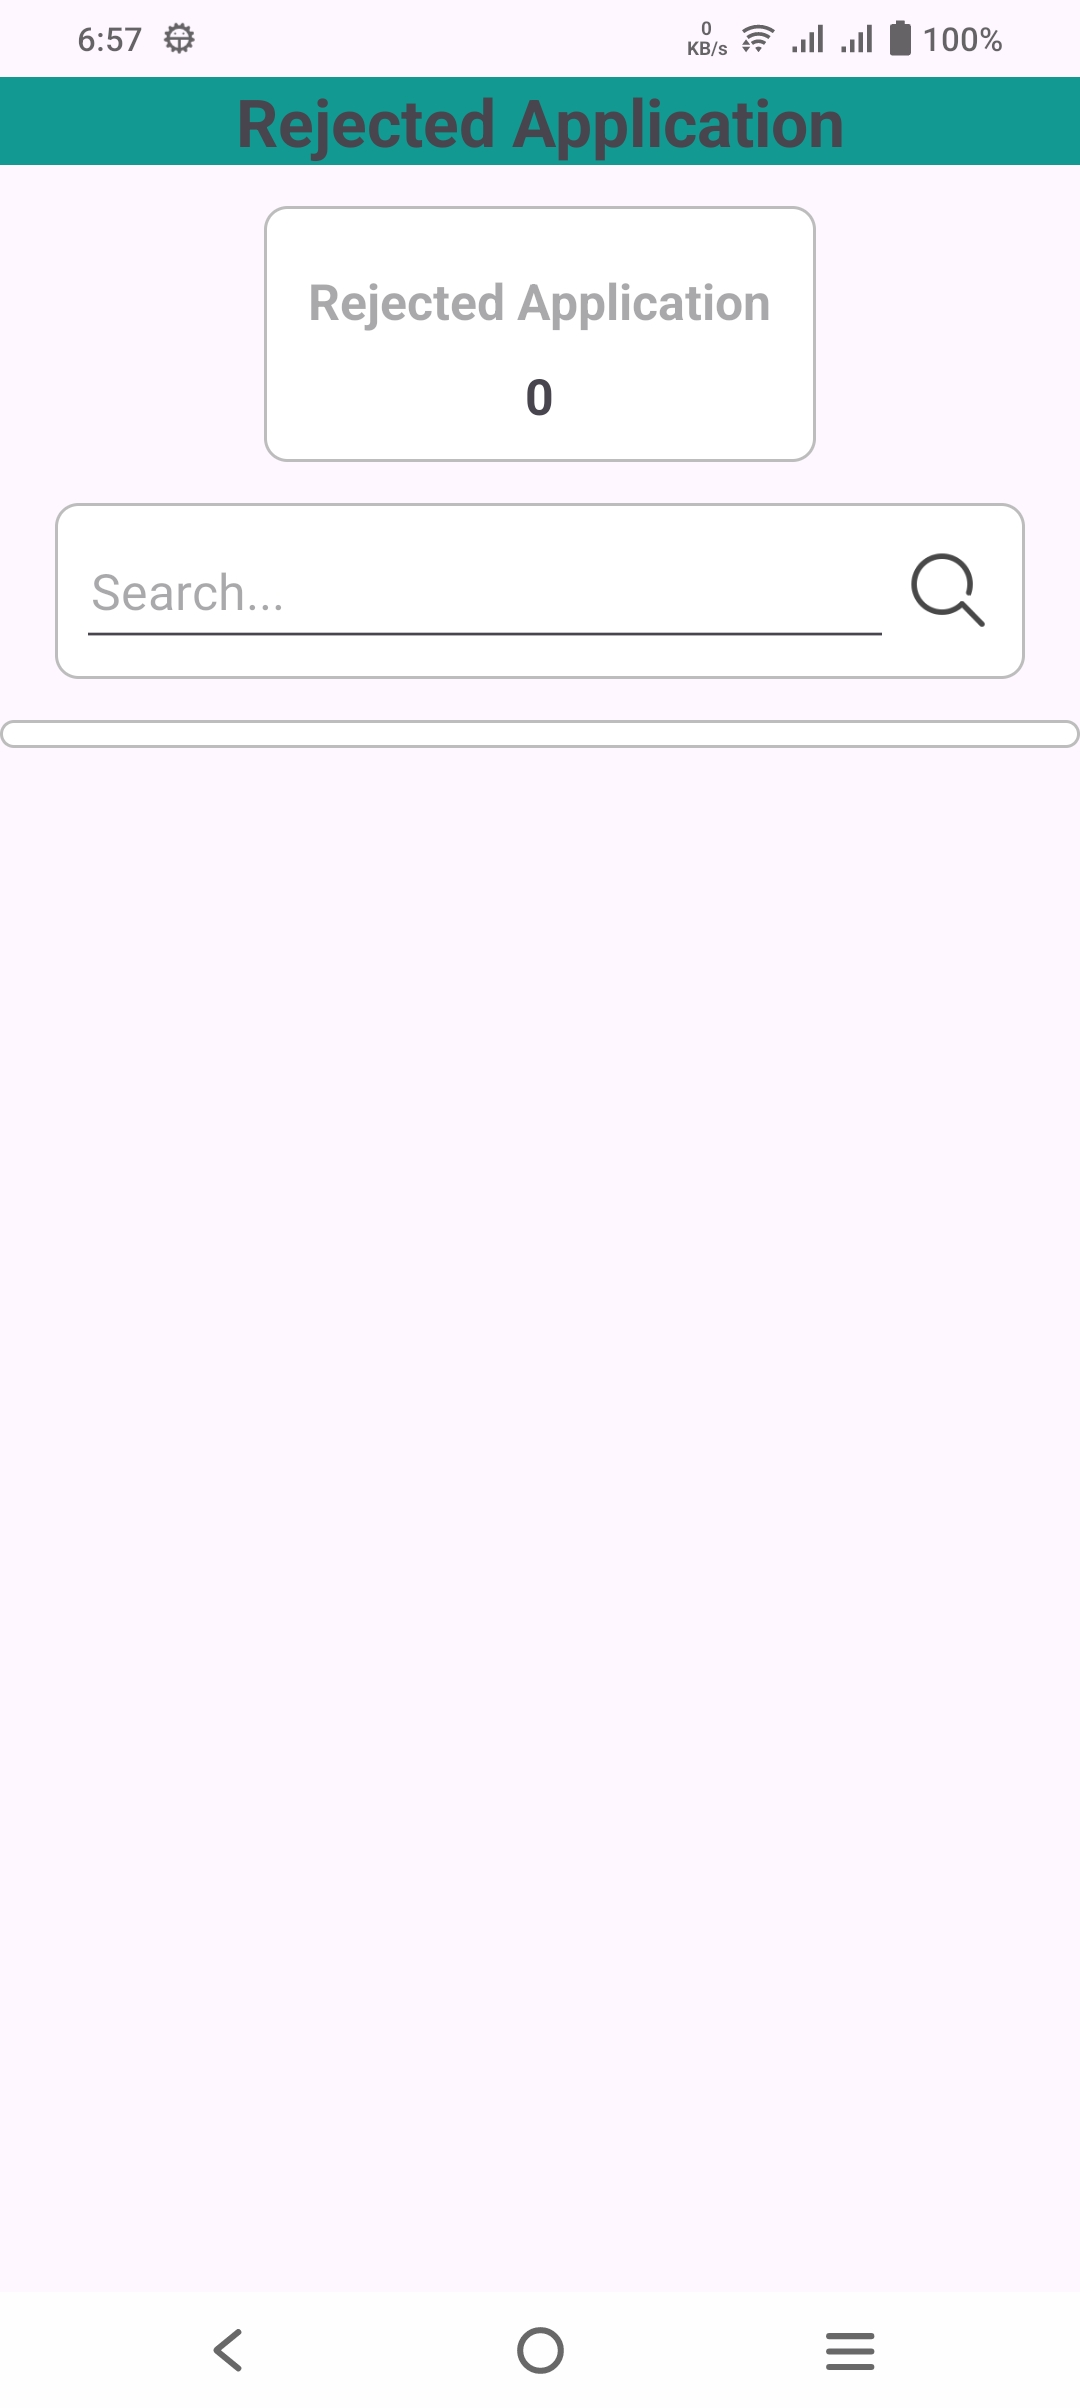 6:57
0
KB/s
100%
Rejected Application
Rejected Application
0
Search...